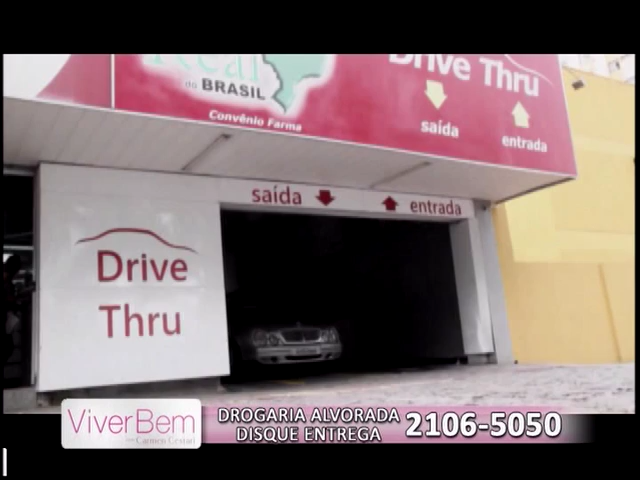 Real
do BRASIL
Convênio Farma
Drive Thru
saída
entrada
saída
entrada
Drive
Thru
ViverBem
com Carmen Cestari
DROGARIA ALVORADA
DISQUE ENTREGA
2106-5050